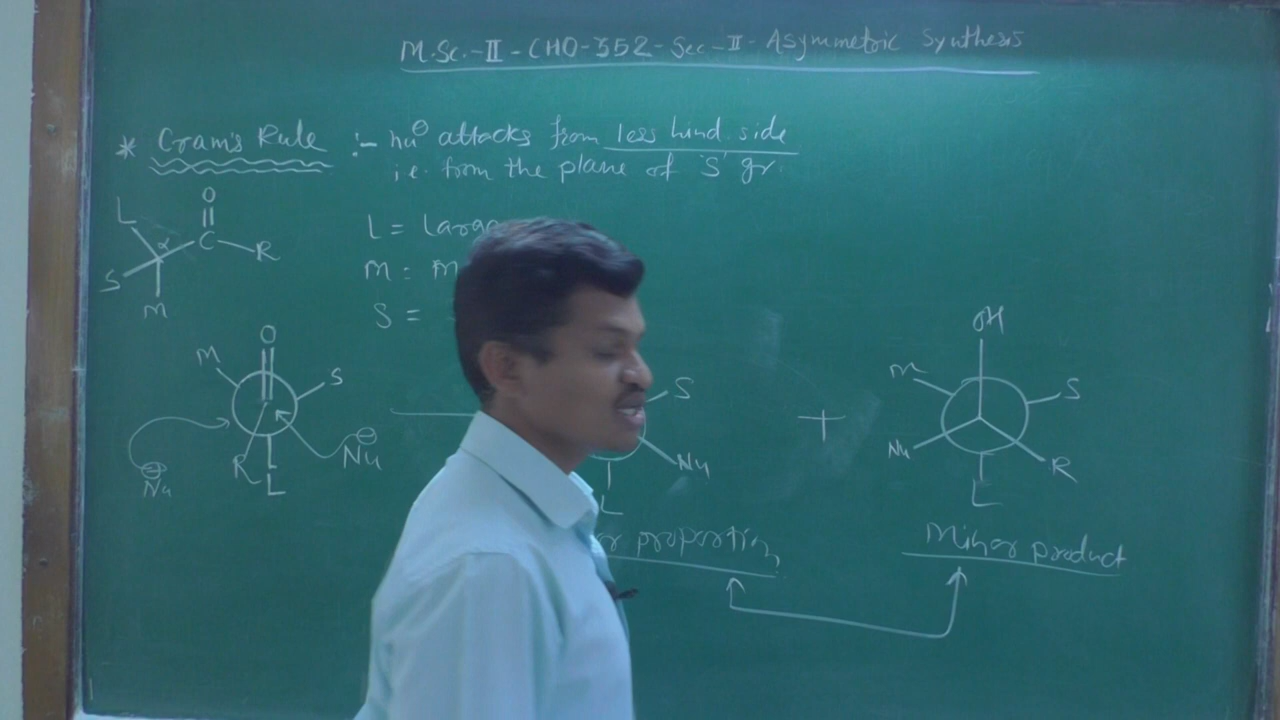 M.Sc.-II-CHO-352-Sec-II-Asymmetric Synthesis
* Cram's Rule :- nu⊖ attacks from less hind. side
i.e. from the plane of 'S' gr.
L
O
α
C
R
S
M
L = Large
M = M
S =
O
M
S
R
L
Nu⊖
⊖Nu
S
Nu
L
+
OH
M
S
Nu
R
L
proportion
Minor product